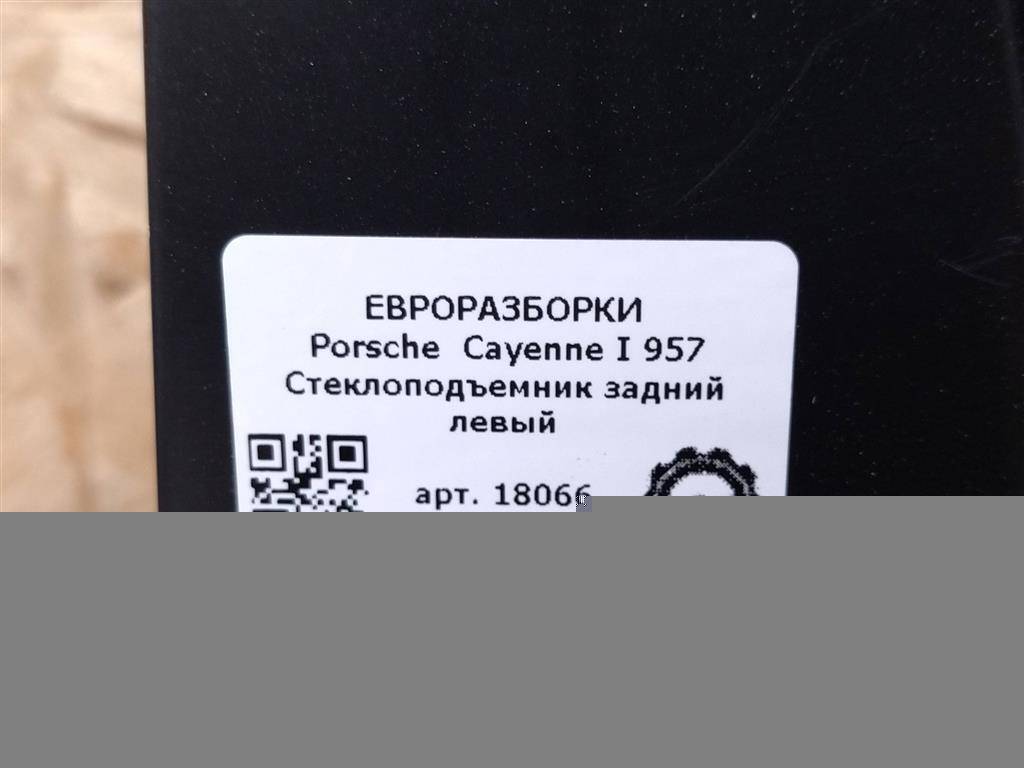 ЕВРОРАЗБОРКИ
Porsche Cayenne I 957
Стеклоподъемник задний
левый
арт. 18066